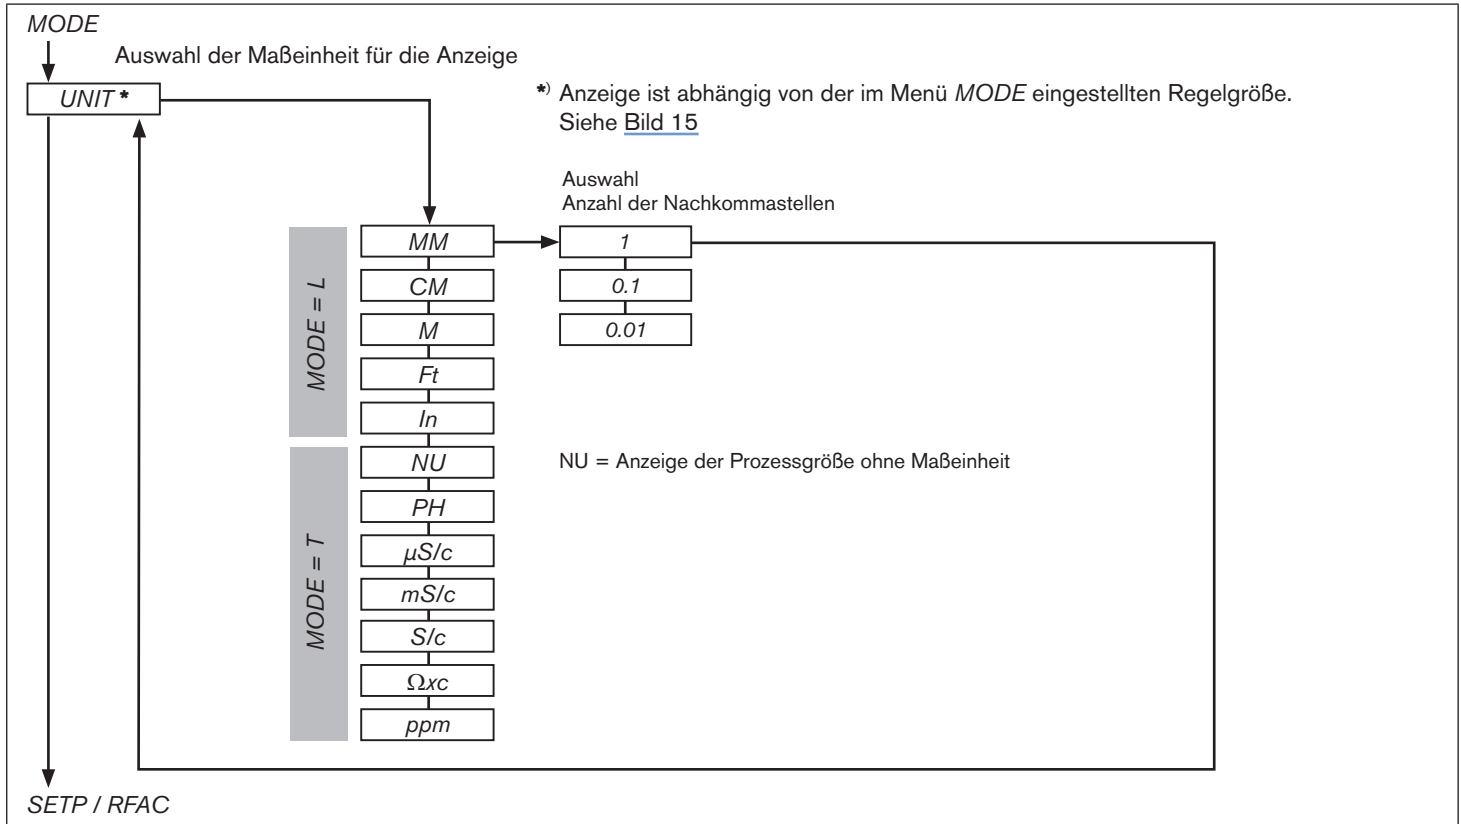 MODE
Auswahl der Maßeinheit für die Anzeige
UNIT *
*) Anzeige ist abhängig von der im Menü MODE eingestellten Regelgröße.
Siehe Bild 15
Auswahl
Anzahl der Nachkommastellen
MODE = L
MM
1
CM
0.1
M
0.01
Ft
In
MODE = T
NU
NU = Anzeige der Prozessgröße ohne Maßeinheit
PH
µS/c
mS/c
S/c
Ωxc
ppm
SETP / RFAC